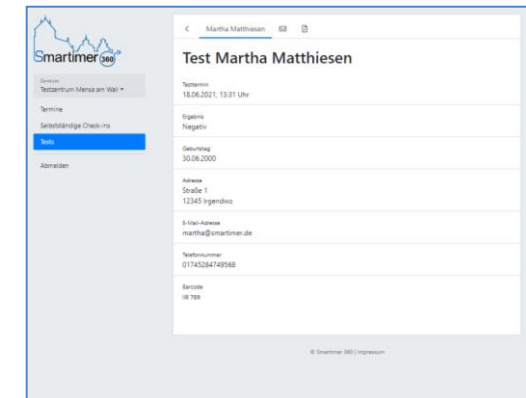 Smartimer 360°
Zentrum
Testzentrum Mensa am Wall
Termine
Selbstständige Check-ins
Tests
Abmelden
Martha Matthiesen
Test Martha Matthiesen
Testtermin
18.06.2021, 13:31 Uhr
Ergebnis
Negativ
Geburtstag
30.06.2000
Adresse
Straße 1
12345 Irgendwo
E-Mail-Adresse
martha@smartimer.de
Telefonnummer
01745284749568
Barcode
© Smartimer 360 | Impressum